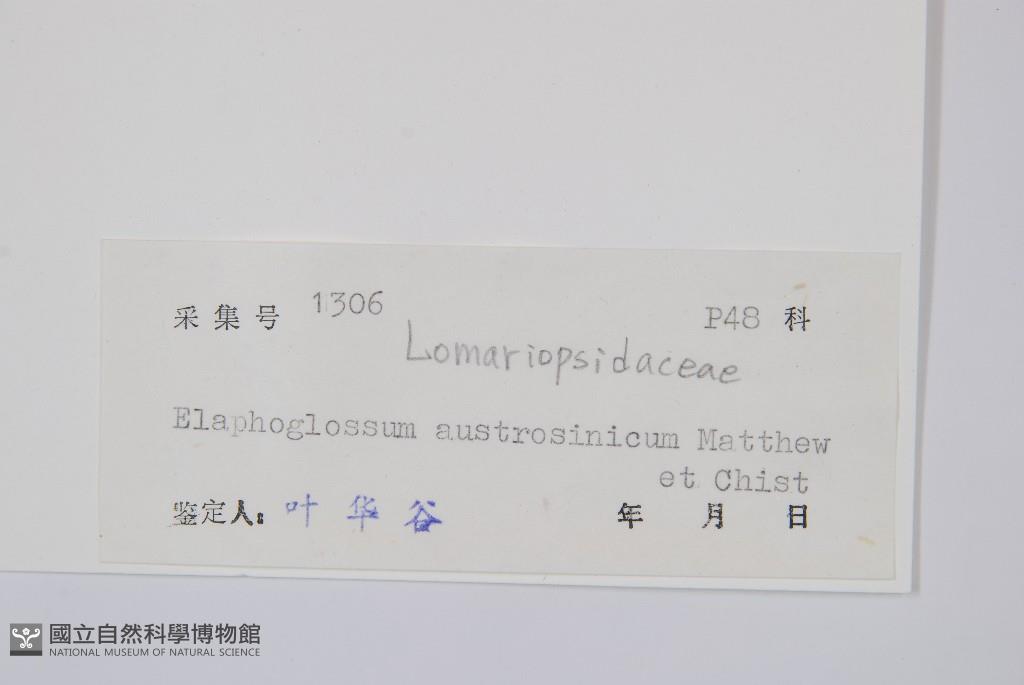 采集号 1306 P48 科
Lomariopsidaceae
Elaphoglossum austrosinicum Matthew
et Chist
鉴定人: 叶华谷 年 月 日
國立自然科學博物館
NATIONAL MUSEUM OF NATURAL SCIENCE